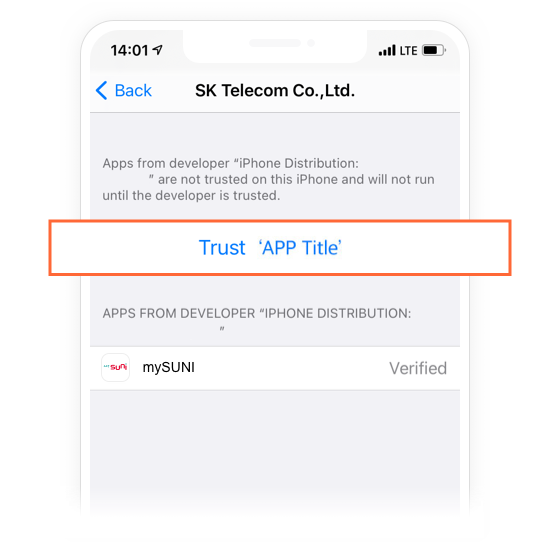 14:01 LTE
Back SK Telecom Co.,Ltd.
Apps from developer “iPhone Distribution:
” are not trusted on this iPhone and will not run
until the developer is trusted.
Trust ‘APP Title’
APPS FROM DEVELOPER “IPHONE DISTRIBUTION:
”
suni mySUNI Verified